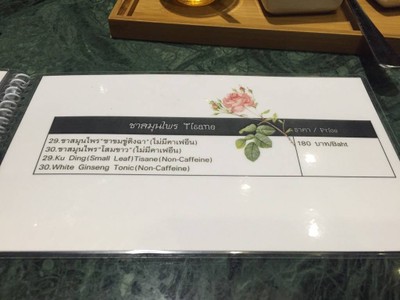 ชาสมุนไพร Tisane ราคา / Price
29.ชาสมุนไพร"ชาขมขู่ติงฉา"(ไม่มีคาเฟอีน) 180 บาท/Baht
30.ชาสมุนไพร"โสมขาว"(ไม่มีคาเฟอีน)
29.Ku Ding(Small Leaf)Tisane(Non-Caffeine)
30.White Ginseng Tonic(Non-Caffeine)